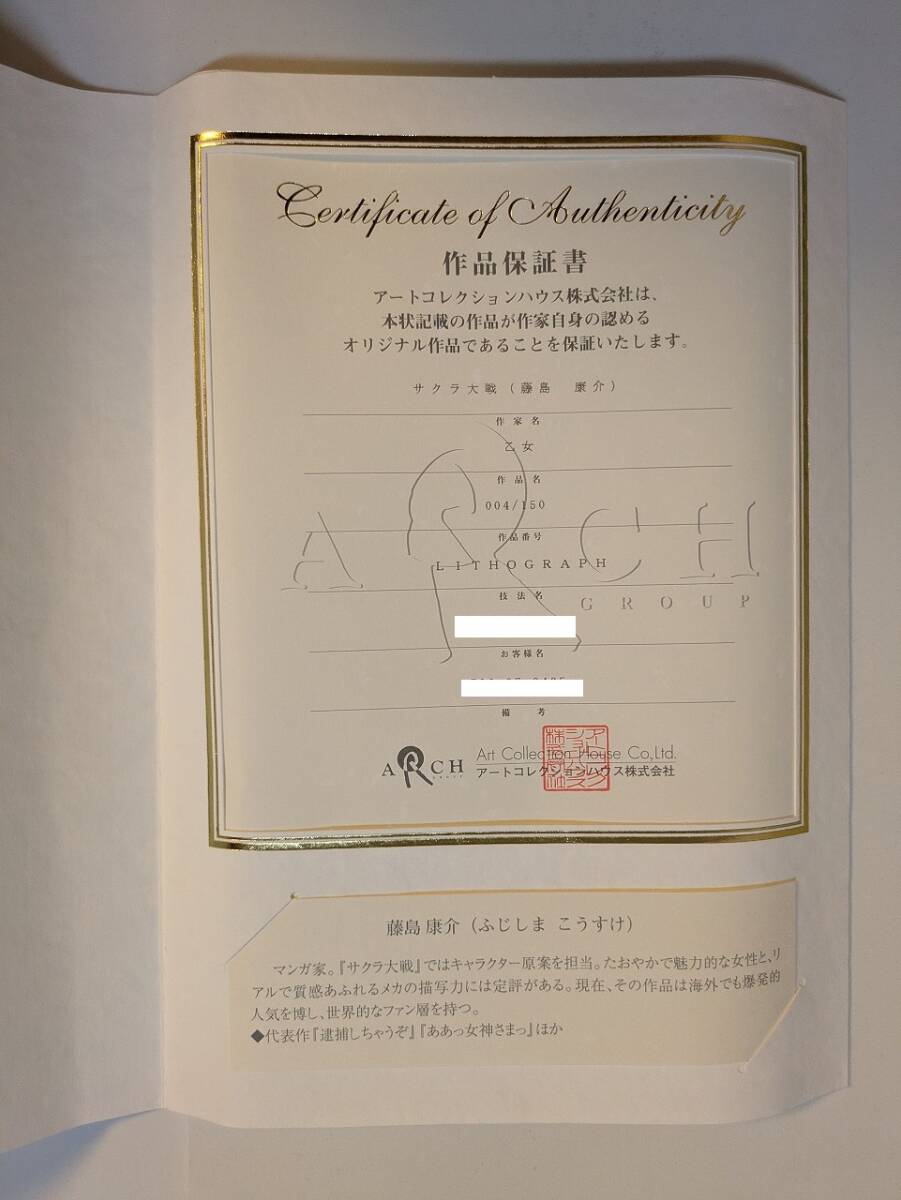 Certificate of Authenticity
作品保証書
アートコレクションハウス株式会社は、
本状記載の作品が作家自身の認める
オリジナル作品であることを保証いたします。
サクラ大戦(藤島 康介)
作家名
乙女
作品名
004/150
作品番号
ARCH
LITHOGRAPH
技法名
GROUP
お客様名
備考
ARCH
Art Collection House Co.,Ltd.
アートコレクションハウス株式会社
藤島 康介(ふじしま こうすけ)
マンガ家。『サクラ大戦』ではキャラクター原案を担当。たおやかで魅力的な女性と、リ
アルで質感あふれるメカの描写力には定評がある。現在、その作品は海外でも爆発的
人気を博し、世界的なファン層を持つ。
◆代表作『逮捕しちゃうぞ』『ああっ女神さまっ』ほか